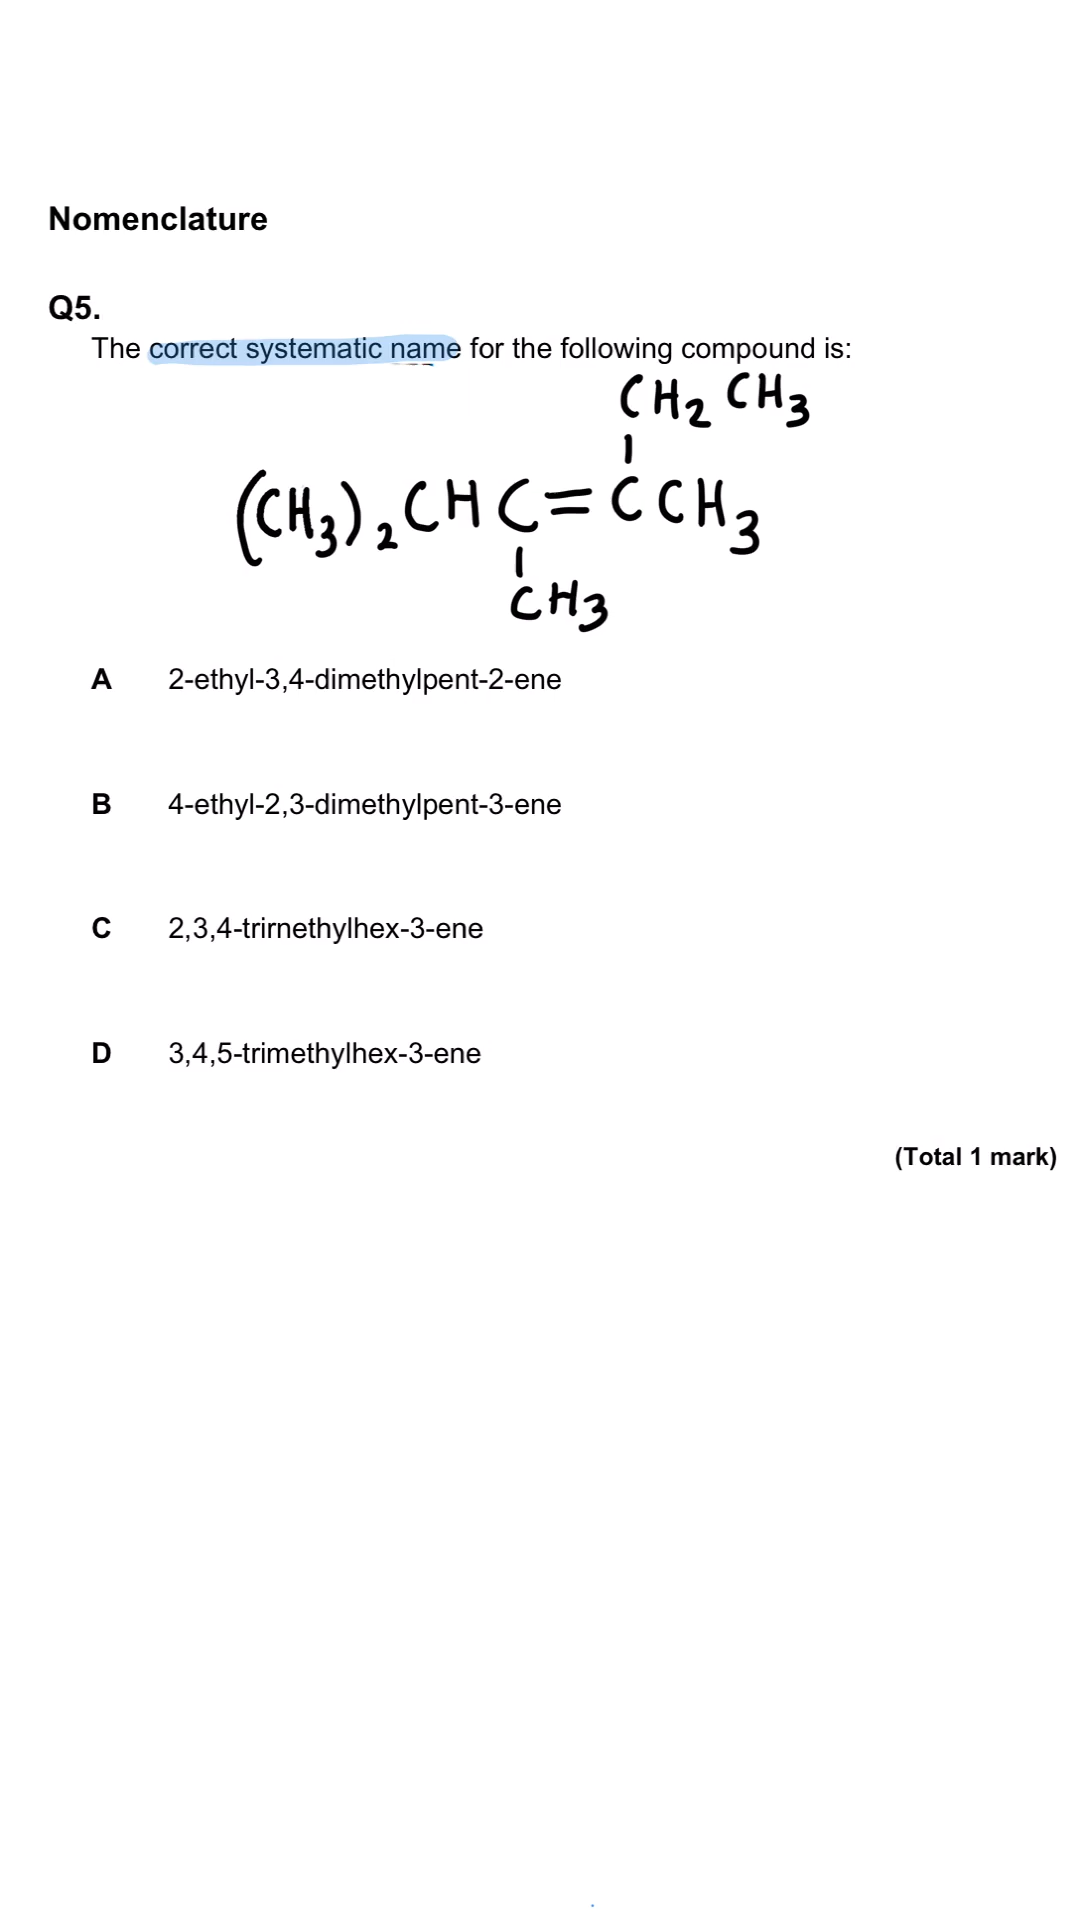 Nomenclature
Q5.
The correct systematic name for the following compound is:
CH₂ CH₃
(CH₃)₂CHC=CCH₃
CH₃
A 2-ethyl-3,4-dimethylpent-2-ene
B 4-ethyl-2,3-dimethylpent-3-ene
C 2,3,4-trirnethylhex-3-ene
D 3,4,5-trimethylhex-3-ene
(Total 1 mark)